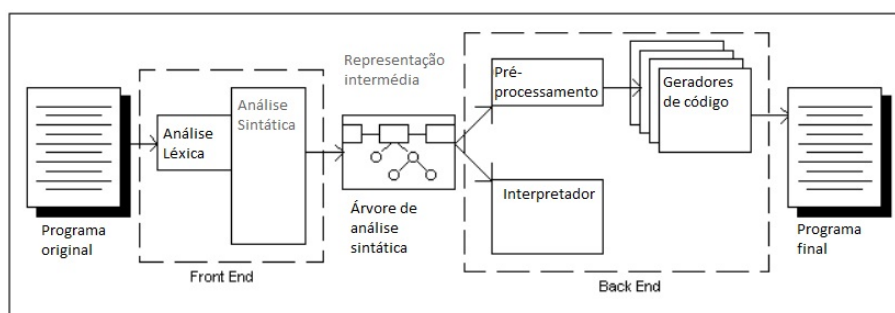 Programa
original
Análise
Léxica
Análise
Sintática
Front End
Representação
intermédia
Árvore de
análise
sintática
Pré-
processamento
Interpretador
Geradores
de código
Back End
Programa
final